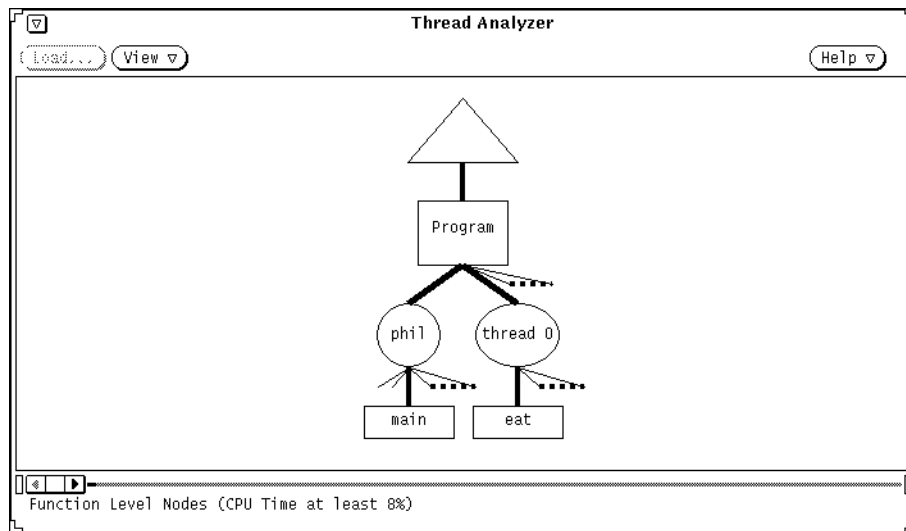 Thread Analyzer
Load... View Help
Program
phil thread 0
main eat
Function Level Nodes (CPU Time at least 8%)